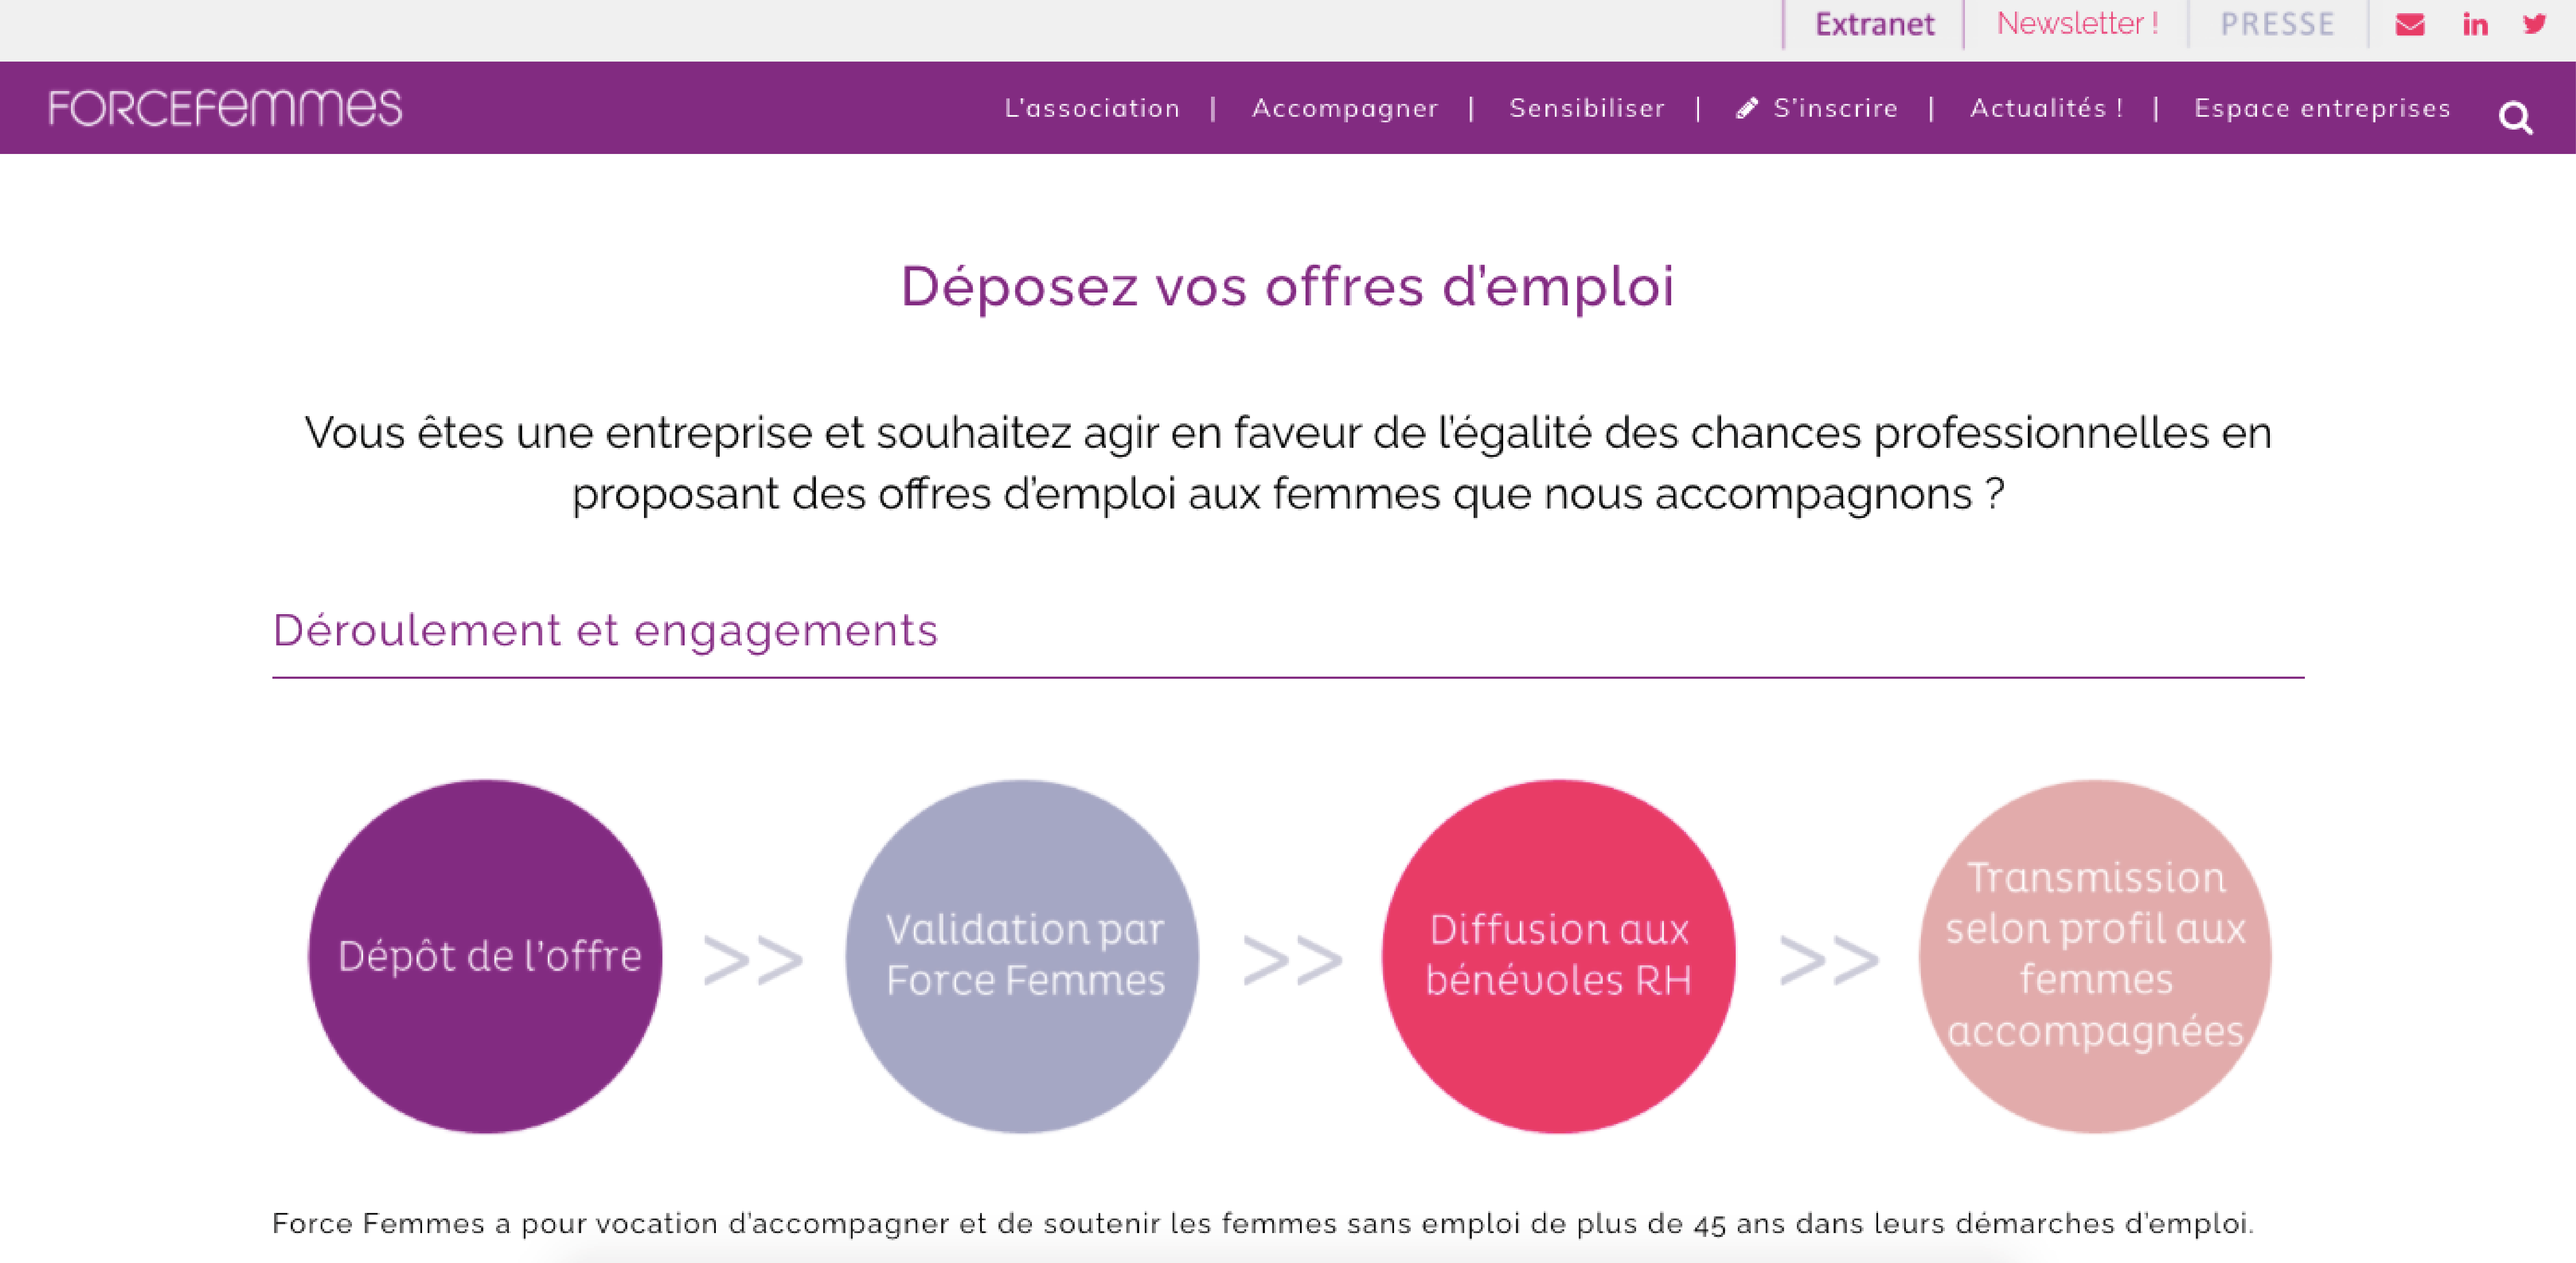 Extranet Newsletter ! PRESSE
FORCEFEMMES
L'association | Accompagner | Sensibiliser | S'inscrire | Actualités ! | Espace entreprises
Déposez vos offres d'emploi
Vous êtes une entreprise et souhaitez agir en faveur de l'égalité des chances professionnelles en
proposant des offres d'emploi aux femmes que nous accompagnons ?
Déroulement et engagements
Dépôt de l'offre
>>
Validation par
Force Femmes
>>
Diffusion aux
bénévoles RH
>>
Transmission
selon profil aux
femmes
accompagnées
Force Femmes a pour vocation d'accompagner et de soutenir les femmes sans emploi de plus de 45 ans dans leurs démarches d'emploi.